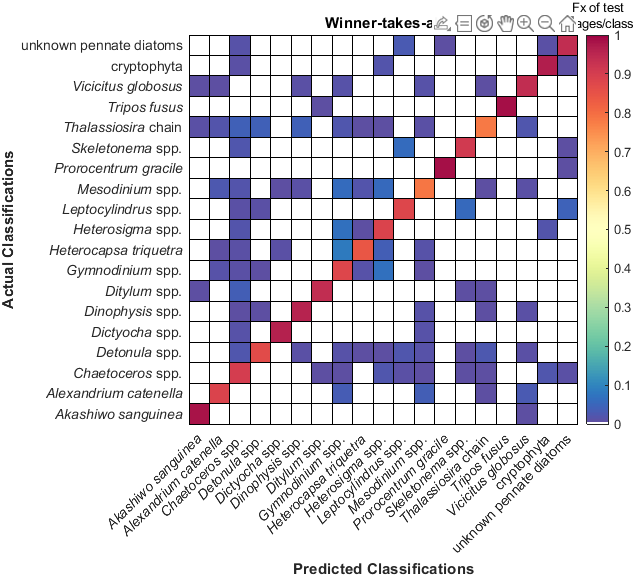 Fx of test
Winner-takes-a
ages/class
unknown pennate diatoms
cryptophyta
Vicicitus globosus
Tripos fusus
Thalassiosira chain
Skeletonema spp.
Prorocentrum gracile
Mesodinium spp.
Leptocylindrus spp.
Heterosigma spp.
Heterocapsa triquetra
Gymnodinium spp.
Ditylum spp.
Dinophysis spp.
Dictyocha spp.
Detonula spp.
Chaetoceros spp.
Alexandrium catenella
Akashiwo sanguinea
Actual Classifications
1
0.9
0.8
0.7
0.6
0.5
0.4
0.3
0.2
0.1
0
Akashiwo sanguinea
Alexandrium catenella
Chaetoceros spp.
Detonula spp.
Dictyocha spp.
Dinophysis spp.
Ditylum spp.
Gymnodinium spp.
Heterocapsa triquetra
Heterosigma spp.
Leptocylindrus spp.
Mesodinium spp.
Prorocentrum gracile
Skeletonema spp.
Thalassiosira chain
Tripos fusus
Vicicitus globosus
cryptophyta
unknown pennate diatoms
Predicted Classifications